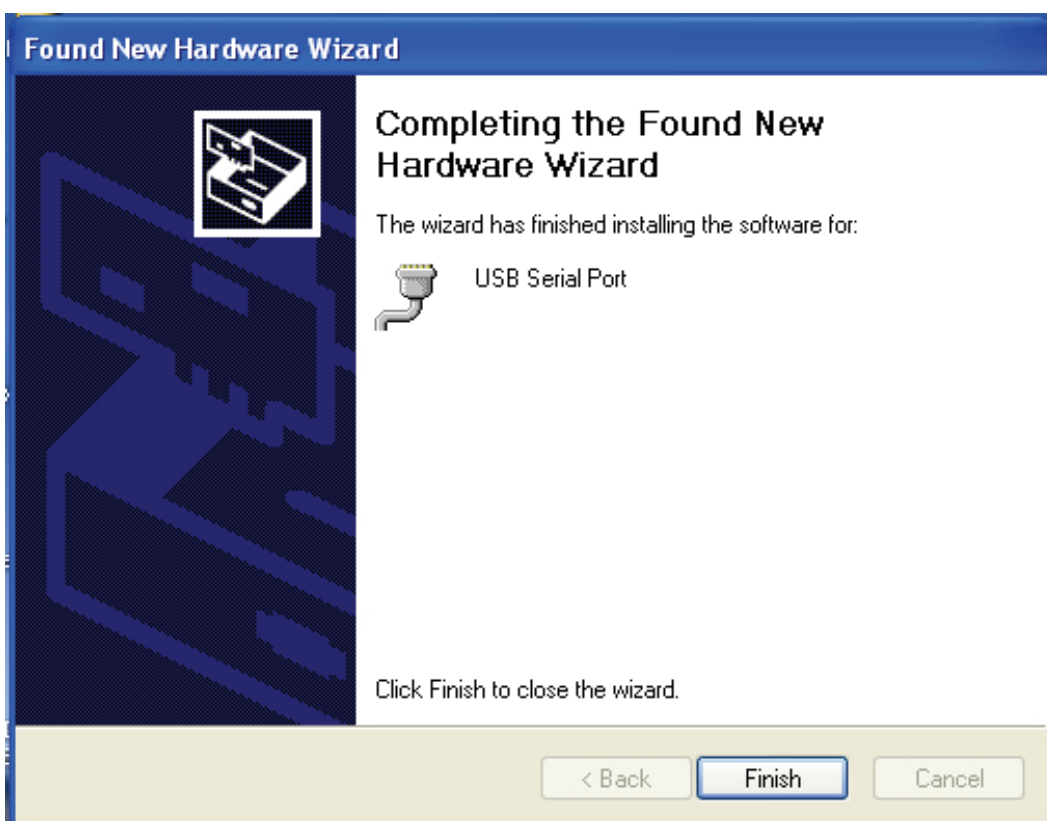 Found New Hardware Wizard
Completing the Found New
Hardware Wizard
The wizard has finished installing the software for:
USB Serial Port
Click Finish to close the wizard.
< Back
Finish
Cancel